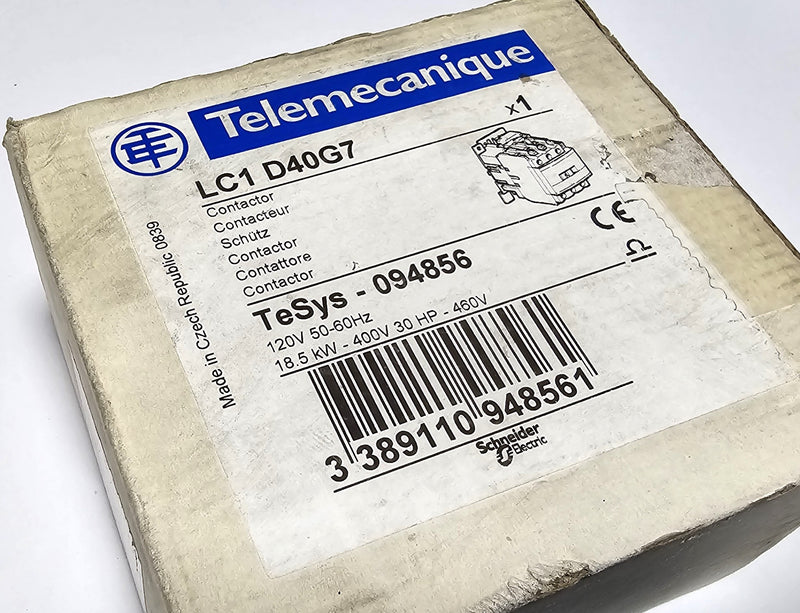 Telemecanique
LC1 D40G7
x1
Contactor
Contacteur
Schütz
Contactor
Contattore
Contactor
CE
Made in Czech Republic 0839
TeSys - 094856
120V 50-60Hz
18.5 kW - 400V 30 HP - 460V
3 389110 948561
Schneider
Electric